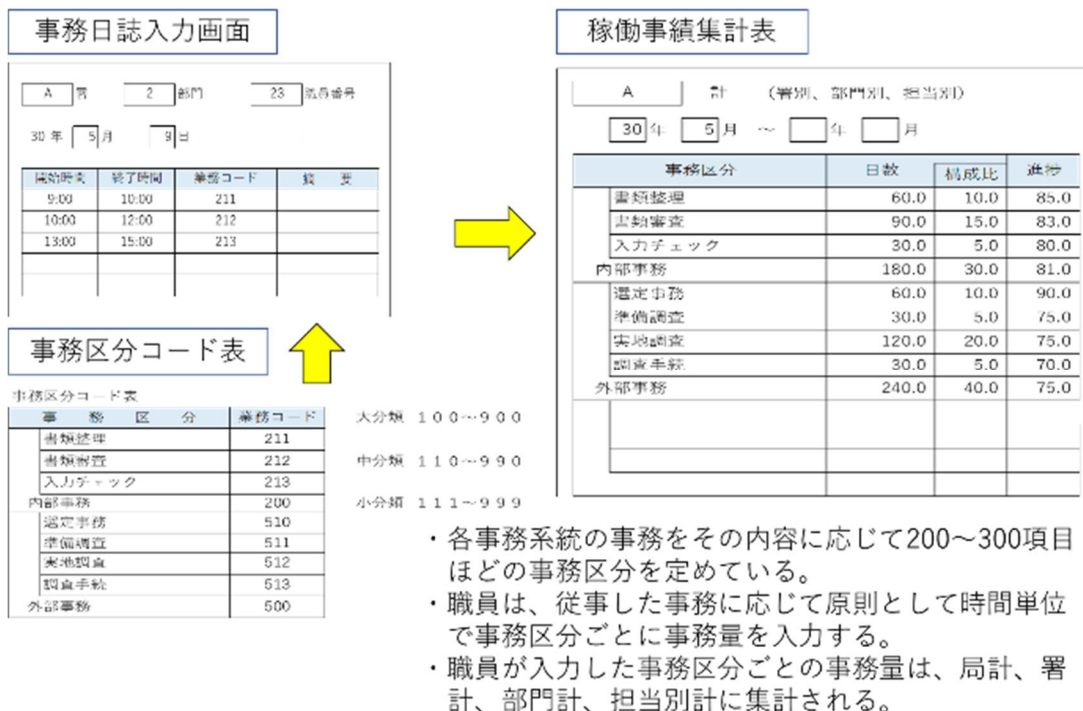 事務日誌入力画面
A 署 2 部門 23 職員番号
30 年 5 月 9 日
開始時間 終了時間 業務コード 摘 要
9:00 10:00 211
10:00 12:00 212
13:00 15:00 213
事務区分コード表
事務区分コード表
事 務 区 分 業務コード
書類整理 211
書類審査 212
入力チェック 213
内部事務 200
選定事務 510
準備調査 511
実地調査 512
調査手続 513
外部事務 500
大分類 100~900
中分類 110~990
小分類 111~999
稼働事績集計表
A 計 (署別、部門別、担当別)
30 年 5 月 ~ 年 月
事務区分 日数 構成比 進捗
書類整理 60.0 10.0 85.0
書類審査 90.0 15.0 83.0
入力チェック 30.0 5.0 80.0
内部事務 180.0 30.0 81.0
選定事務 60.0 10.0 90.0
準備調査 30.0 5.0 75.0
実地調査 120.0 20.0 75.0
調査手続 30.0 5.0 70.0
外部事務 240.0 40.0 75.0
・各事務系統の事務をその内容に応じて200~300項目
ほどの事務区分を定めている。
・職員は、従事した事務に応じて原則として時間単位
で事務区分ごとに事務量を入力する。
・職員が入力した事務区分ごとの事務量は、局計、署
計、部門計、担当別計に集計される。